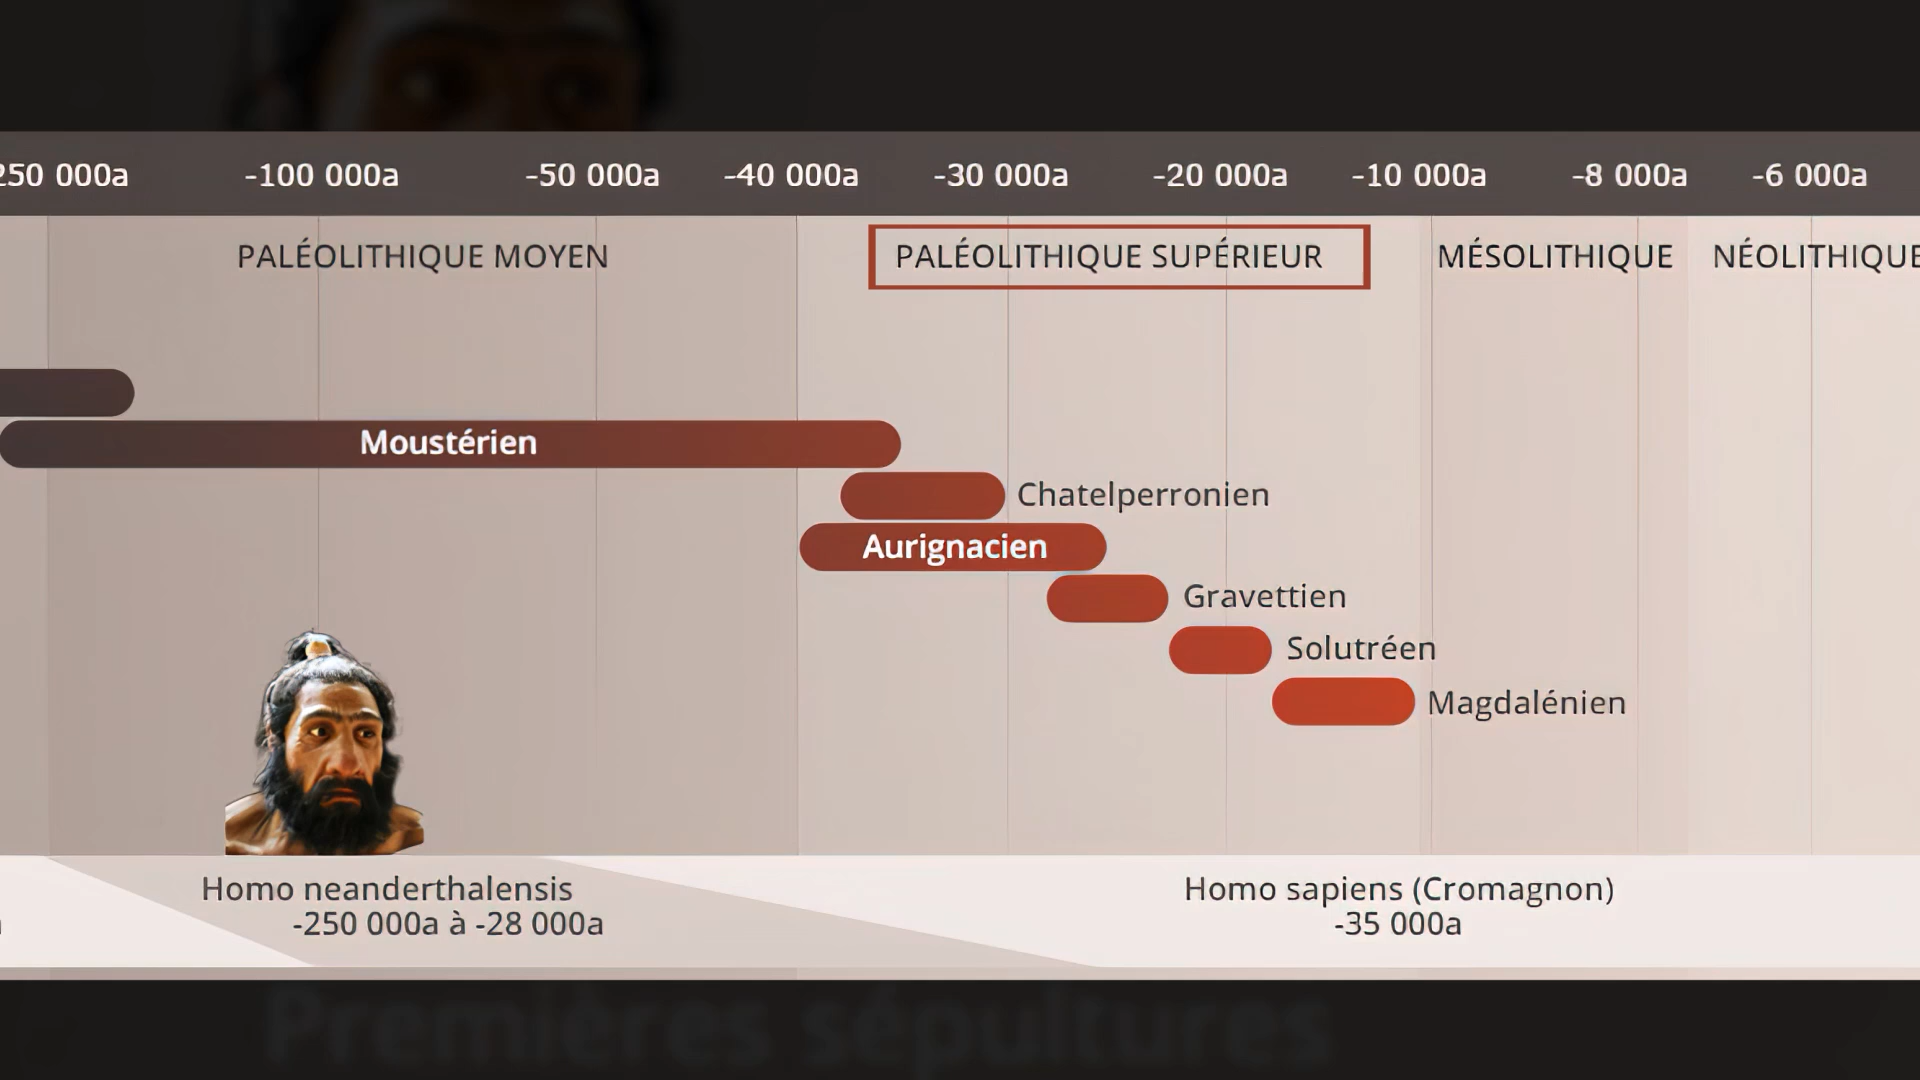 250 000a -100 000a -50 000a -40 000a -30 000a -20 000a -10 000a -8 000a -6 000a
PALÉOLITHIQUE MOYEN PALÉOLITHIQUE SUPÉRIEUR MÉSOLITHIQUE NÉOLITHIQUE
Moustérien
Chatelperronien
Aurignacien
Gravettien
Solutréen
Magdalénien
Homo neanderthalensis
-250 000a à -28 000a
Homo sapiens (Cromagnon)
-35 000a
Premières sépultures